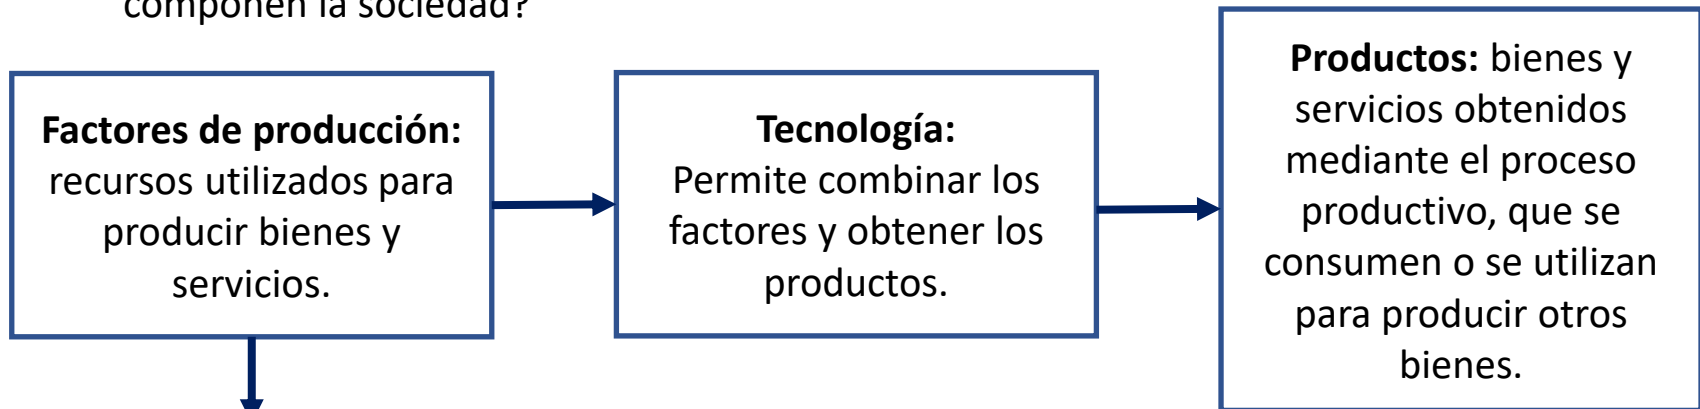 componen la sociedad?
Factores de producción:
recursos utilizados para
producir bienes y
servicios.
Tecnología:
Permite combinar los
factores y obtener los
productos.
Productos: bienes y
servicios obtenidos
mediante el proceso
productivo, que se
consumen o se utilizan
para producir otros
bienes.